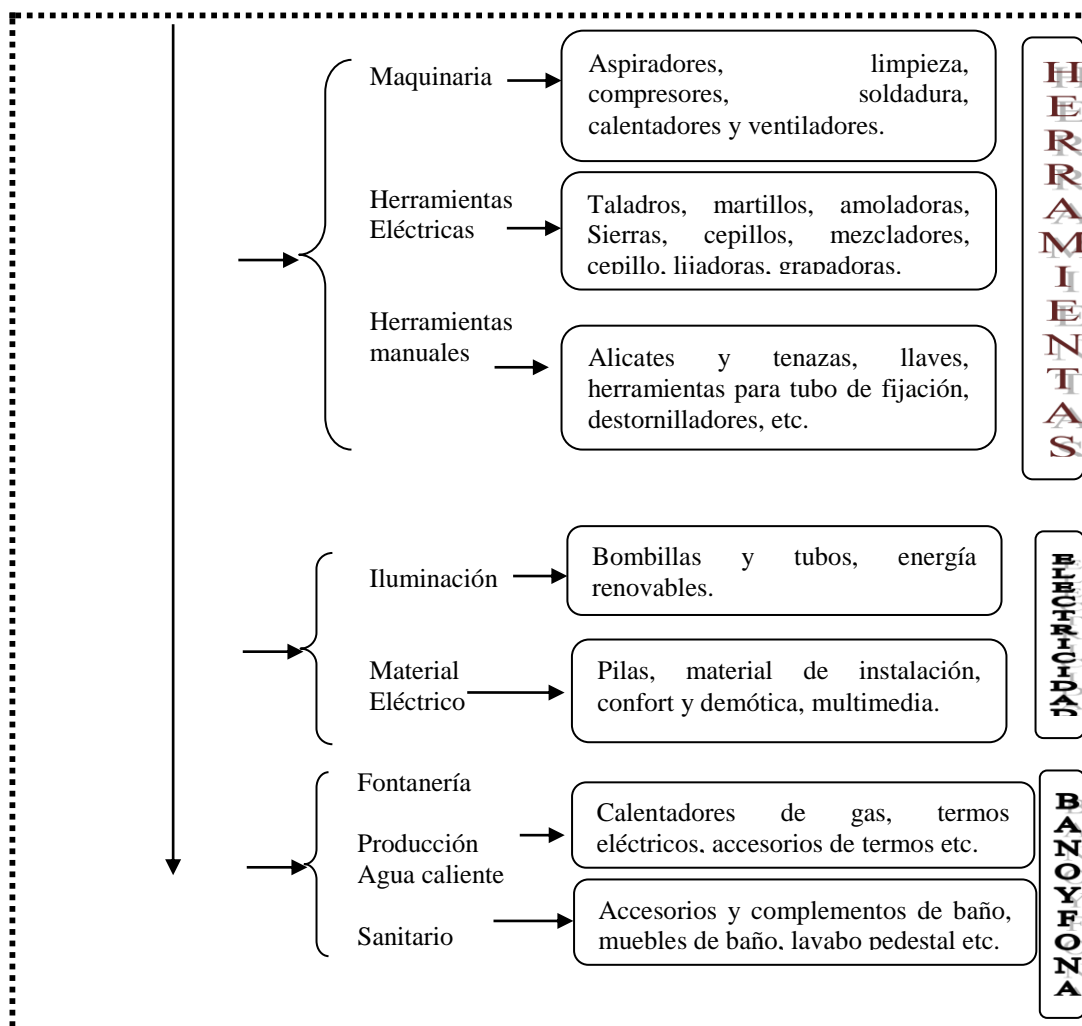 Maquinaria
Aspiradores, limpieza,
compresores, soldadura,
calentadores y ventiladores.
Herramientas
Eléctricas
Taladros, martillos, amoladoras,
Sierras, cepillos, mezcladores,
cepillo, lijadoras, grapadoras.
Herramientas
manuales
Alicates y tenazas, llaves,
herramientas para tubo de fijación,
destornilladores, etc.
HERRAMIENTAS
Iluminación
Bombillas y tubos, energía
renovables.
Material
Eléctrico
Pilas, material de instalación,
confort y demótica, multimedia.
ELECTRICIDAD
Fontanería
Producción
Agua caliente
Calentadores de gas, termos
eléctricos, accesorios de termos etc.
Sanitario
Accesorios y complementos de baño,
muebles de baño, lavabo pedestal etc.
BANOYFONA